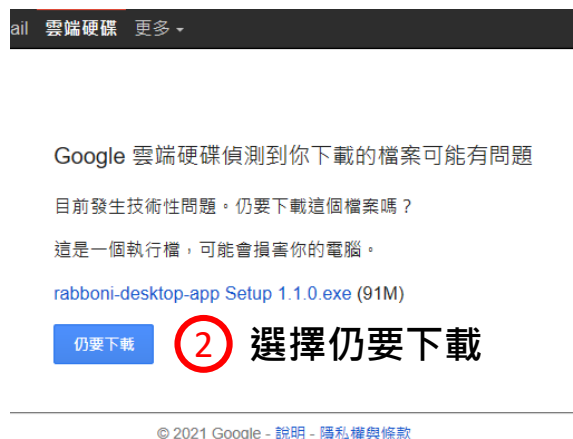 ail 雲端硬碟 更多
Google 雲端硬碟偵測到你下載的檔案可能有問題
目前發生技術性問題。仍要下載這個檔案嗎？
這是一個執行檔，可能會損害你的電腦。
rabboni-desktop-app Setup 1.1.0.exe (91M)
仍要下載 2 選擇仍要下載
© 2021 Google - 說明 - 隱私權與條款